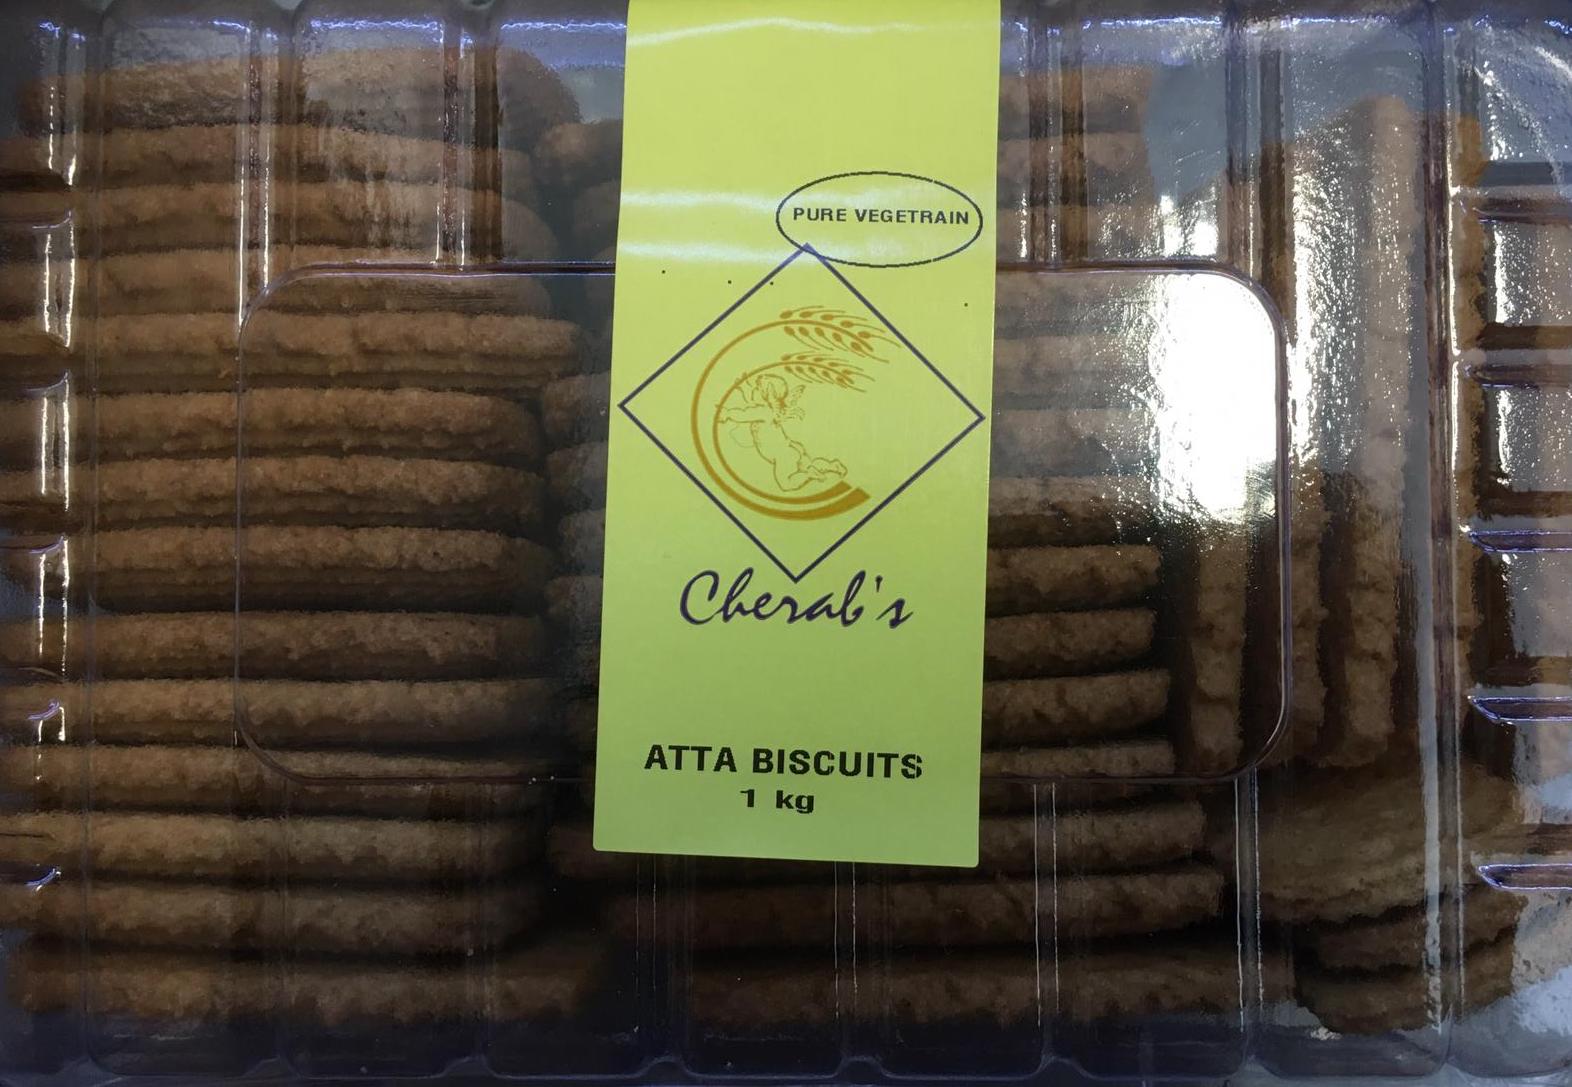 PURE VEGETRAIN
Cherab's
ATTA BISCUITS
1 kg